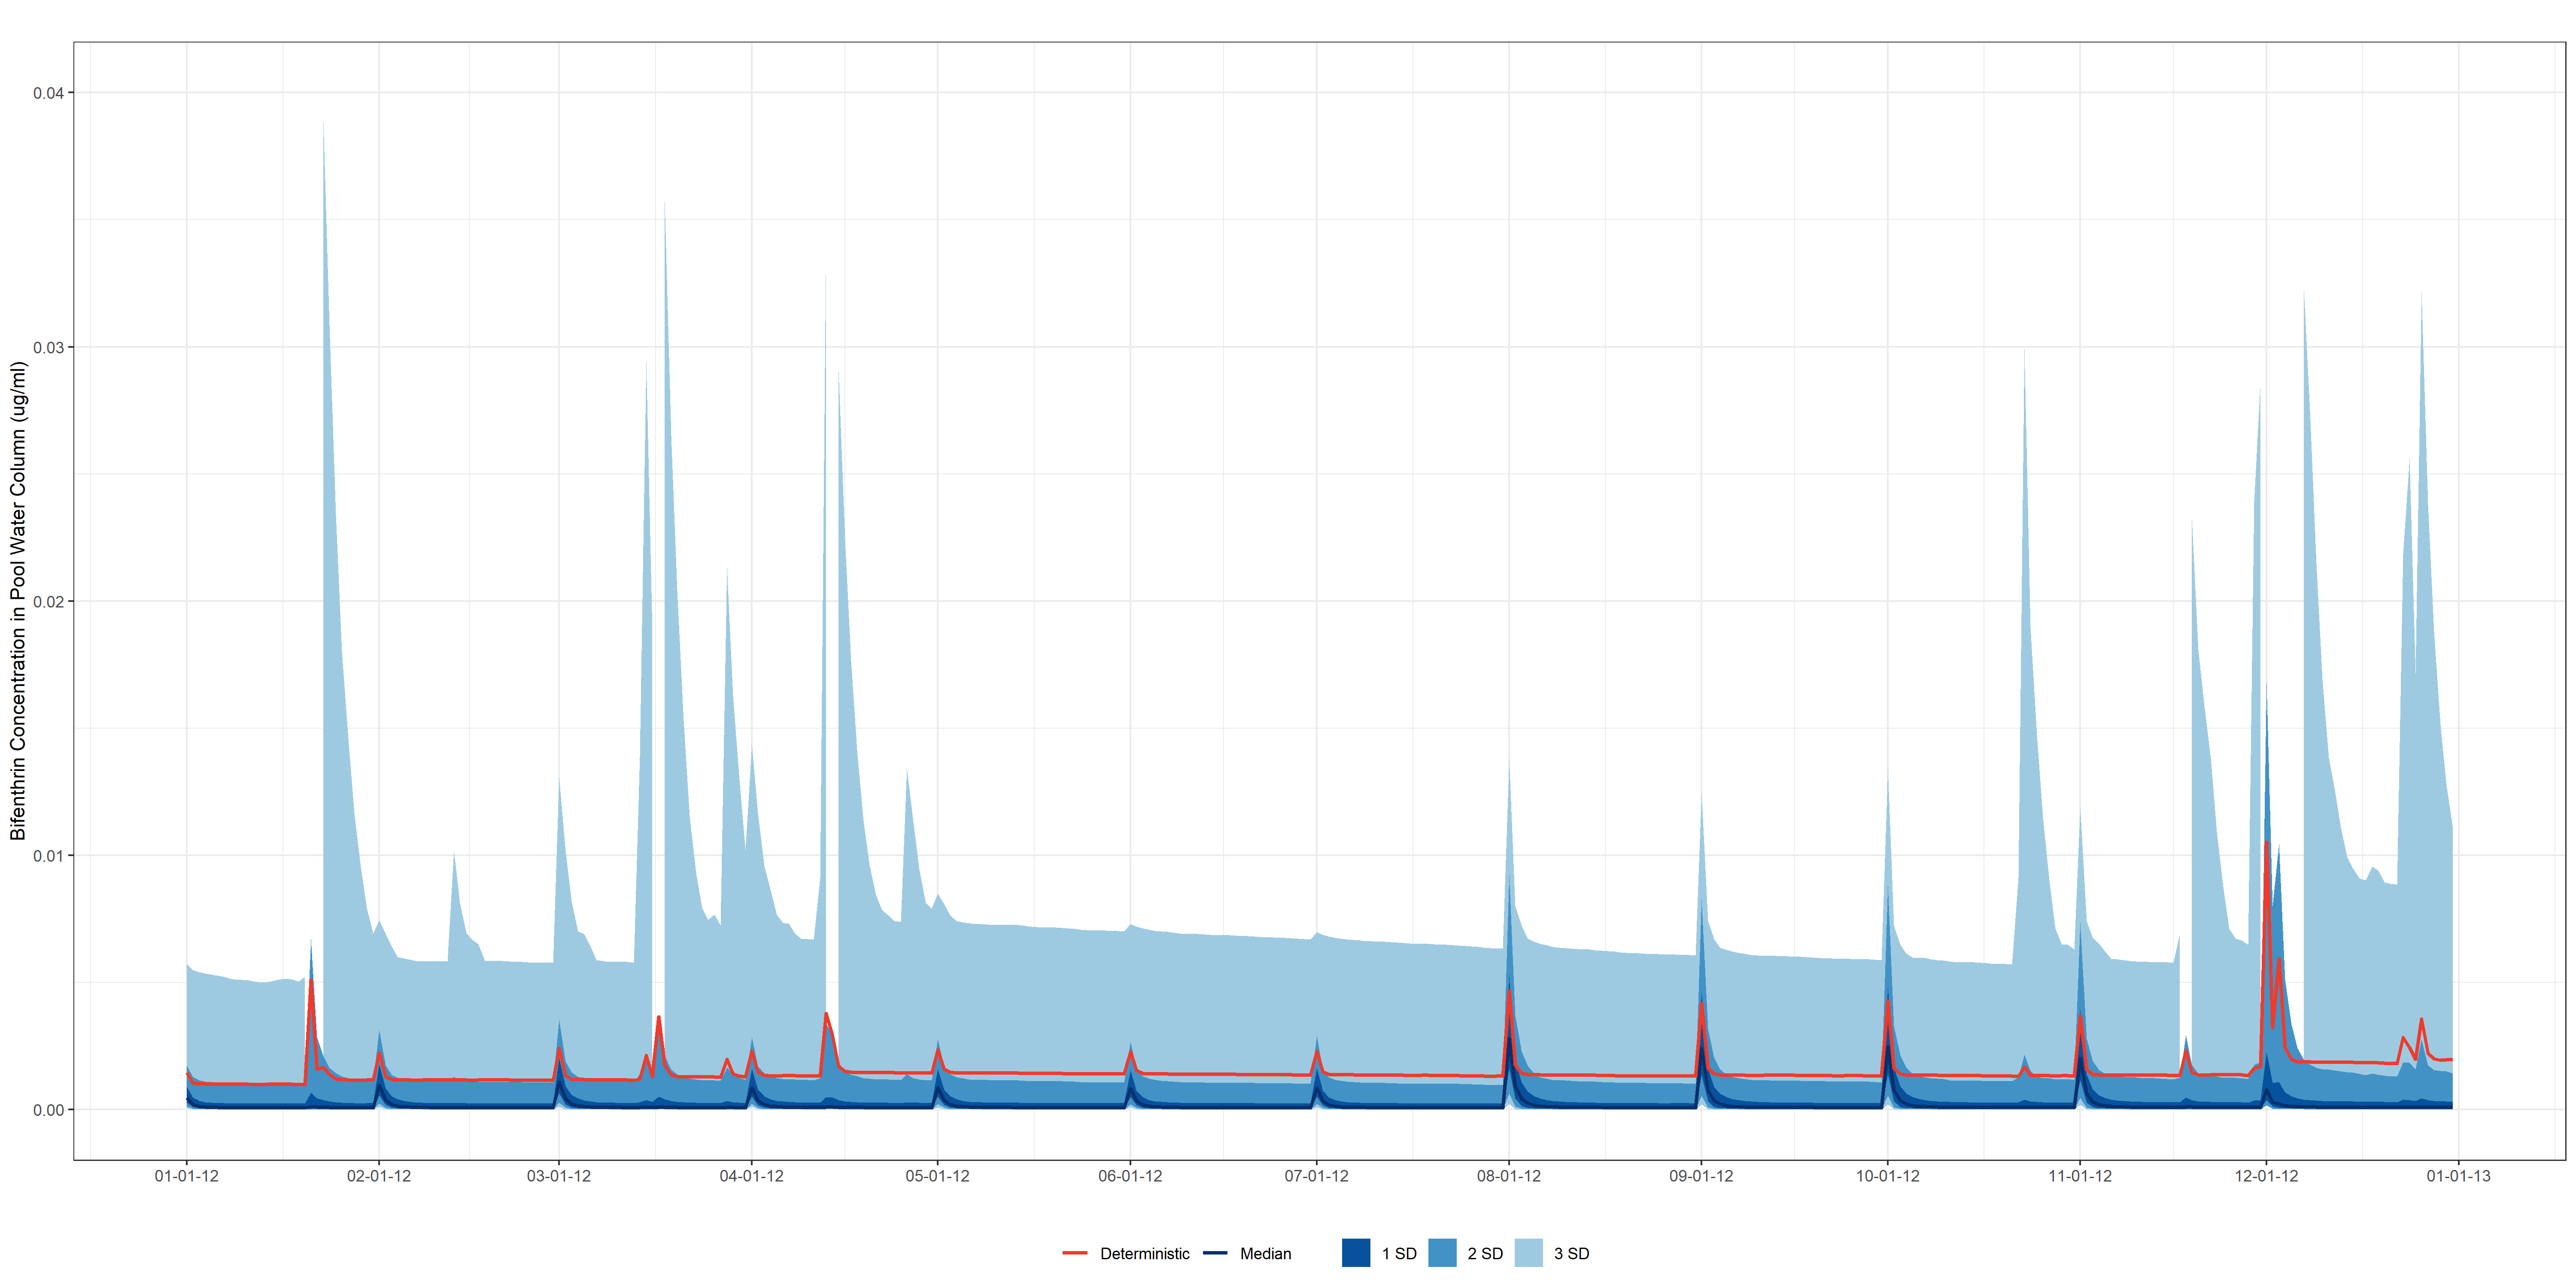 Bifenthrin Concentration in Pool Water Column (ug/ml)
0.04
0.03
0.02
0.01
0.00
01-01-12 02-01-12 03-01-12 04-01-12 05-01-12 06-01-12 07-01-12 08-01-12 09-01-12 10-01-12 11-01-12 12-01-12 01-01-13
Deterministic Median 1 SD 2 SD 3 SD